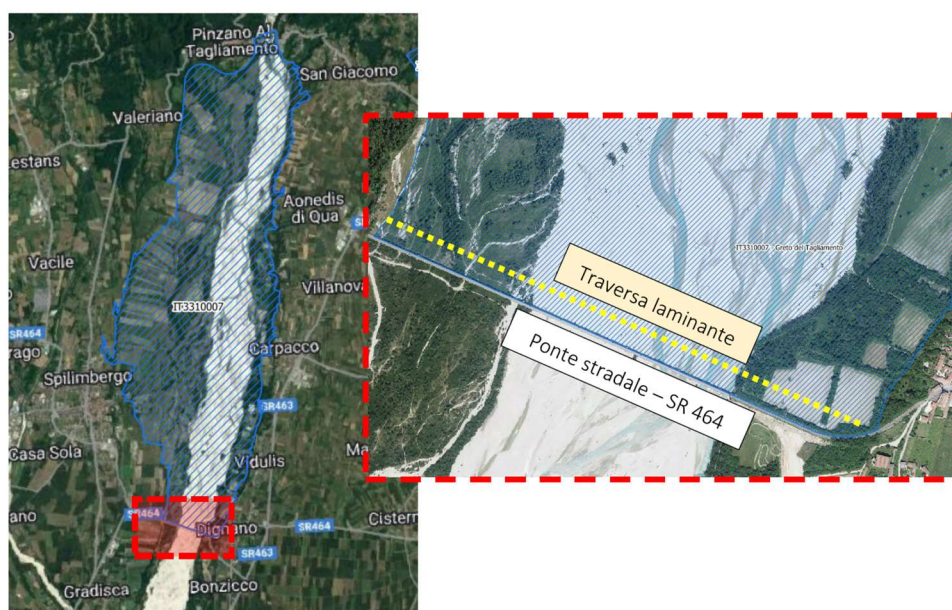 Pinzano Al
Tagliamento
San Giacomo
Valeriano
estans
Aonedis
di Qua
SR
Vacile
IT3310007
Villanova
SR464
rago
Carpacco
Spilimbergo
SR463
Casa Sola
Ma
Vidulis
ano
SR464
Dignano
SR464
Cistern
SR463
Gradisca
Bonzicco
IT3310007 - Greto del Tagliamento
Traversa laminante
Ponte stradale – SR 464